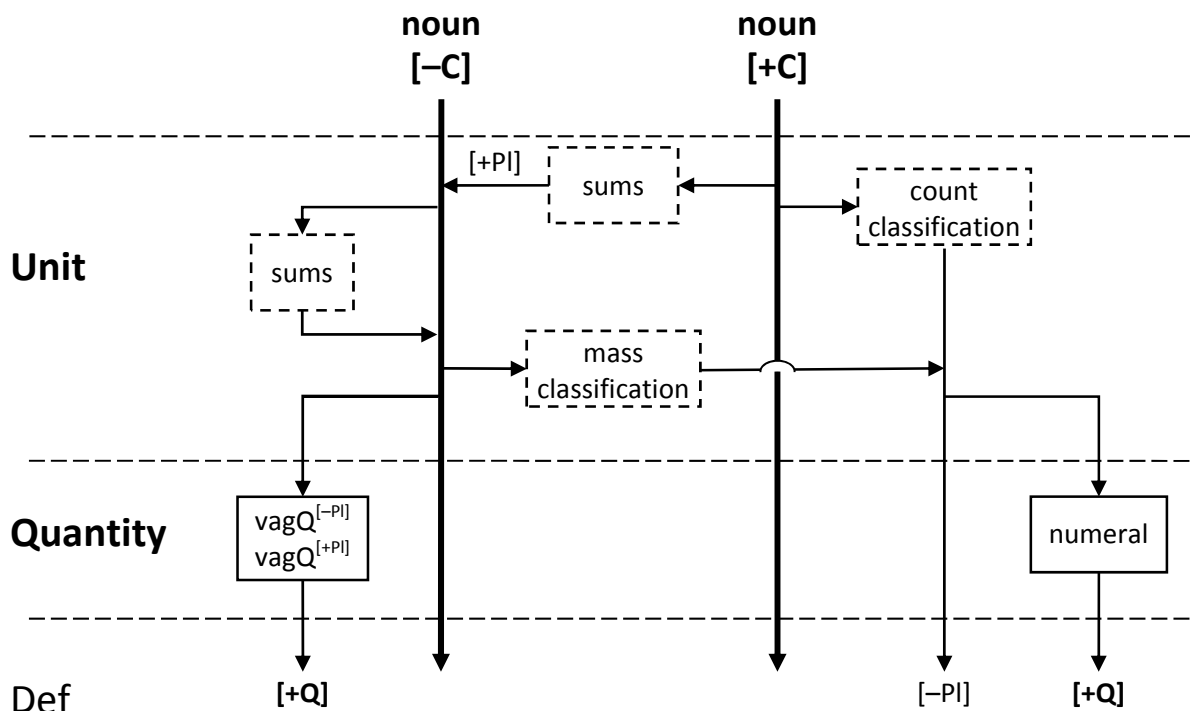 noun
[–C]
noun
[+C]
[+Pl]
sums
count
classification
Unit
sums
mass
classification
Quantity
vagQ[–Pl]
vagQ[+Pl]
numeral
Def
[+Q]
[–Pl]
[+Q]